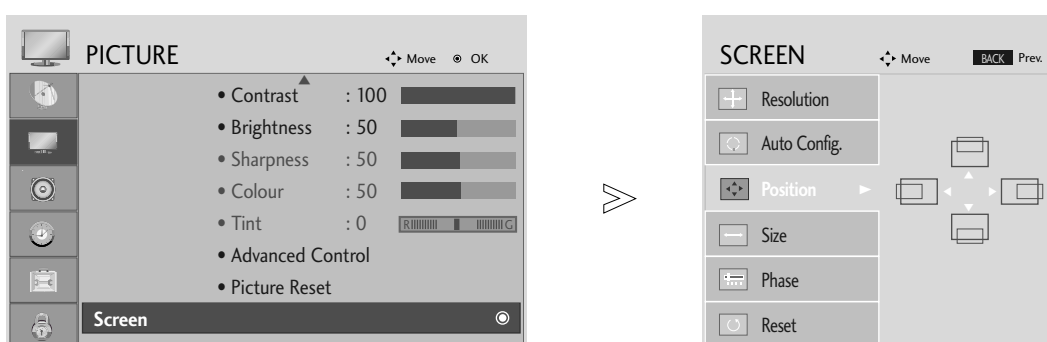 PICTURE
Move
OK
• Contrast : 100
• Brightness : 50
• Sharpness : 50
• Colour : 50
• Tint : 0 R G
• Advanced Control
• Picture Reset
Screen
SCREEN
Move
BACK Prev.
Resolution
Auto Config.
Position
Size
Phase
Reset